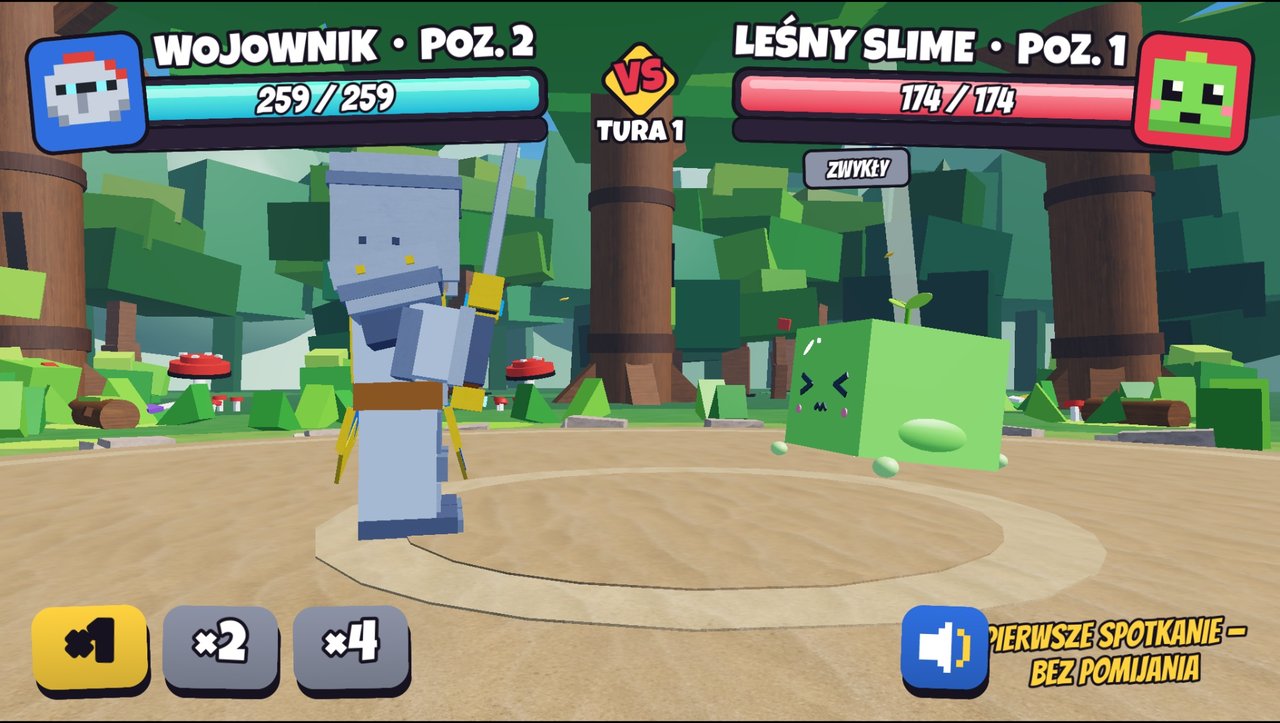 WOJOWNIK • POZ. 2
259 / 259
VS
TURA 1
LEŚNY SLIME • POZ. 1
174 / 174
ZWYKŁY
×1
×2
×4
PIERWSZE SPOTKANIE –
BEZ POMIJANIA